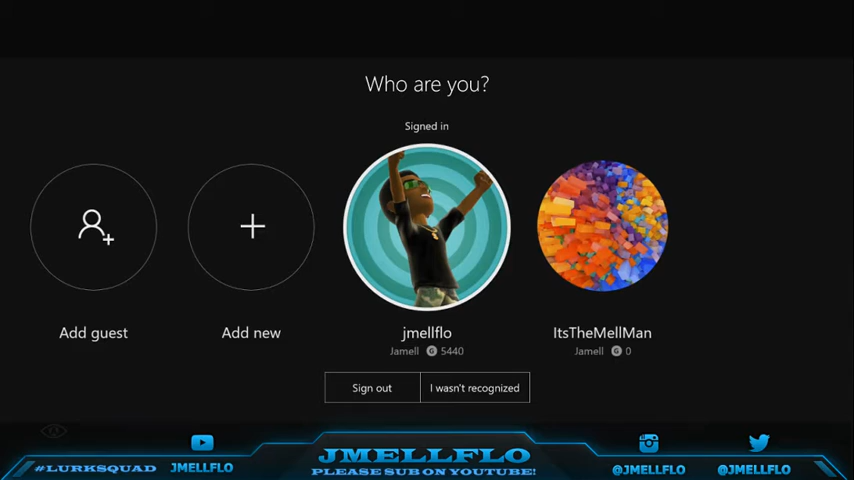 Who are you?
Signed in
Add guest
Add new
jmellflo
Jamell G 5440
ItsTheMellMan
Jamell G 0
Sign out
I wasn't recognized
#LURKSQUAD
JMELLFLO
JMELLFLO
PLEASE SUB ON YOUTUBE!
@JMELLFLO
@JMELLFLO